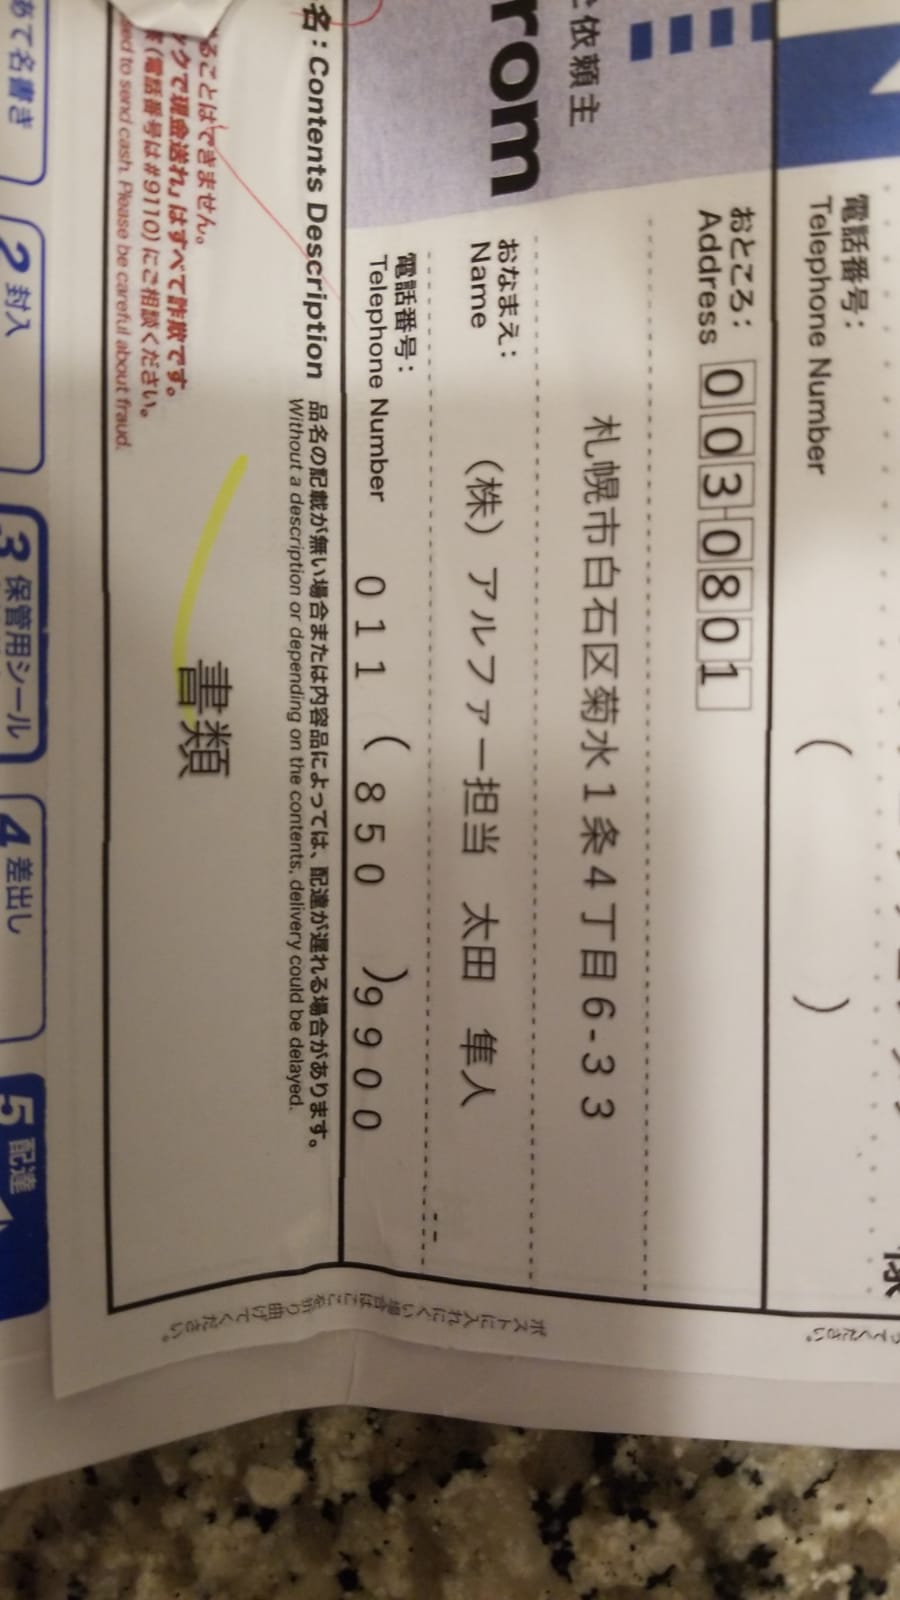 電話番号:
Telephone Number ( )
様
ご依頼主
rom
おところ:
Address 003-0801
札幌市白石区菊水1条4丁目6-33
おなまえ:
Name
(株)アルファー担当 太田 隼人
電話番号:
Telephone Number 011 (850 )9900
名:Contents Description
品名の記載が無い場合または内容品によっては、配達が遅れる場合があります。
Without a description or depending on the contents, delivery could be delayed.
書類
ることはできません。
クで現金送れ」はすべて詐欺です。
(電話番号は#9110)にご相談ください。
to send cash. Please be careful about fraud.
あて名書き
2 封入
3 保管用シール
4 差出し
5 配達
ポストに入れにくい場合はここを折り曲げてください。
てください。